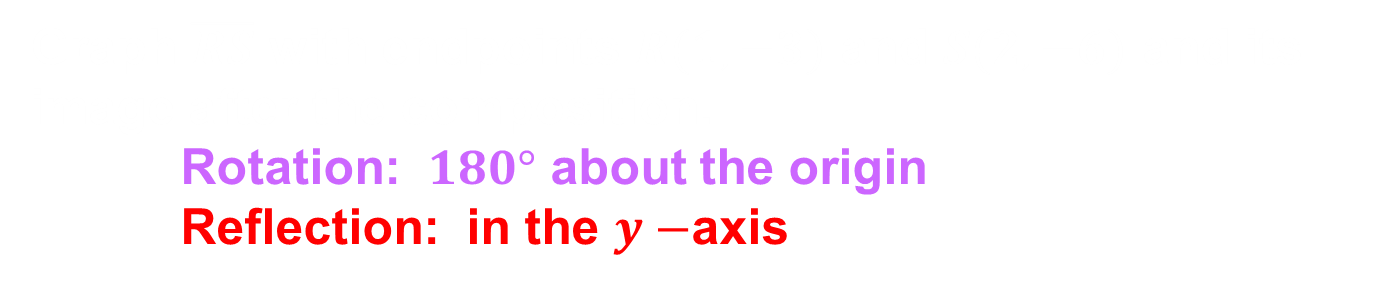 Rotation: 180° about the origin
Reflection: in the y −axis